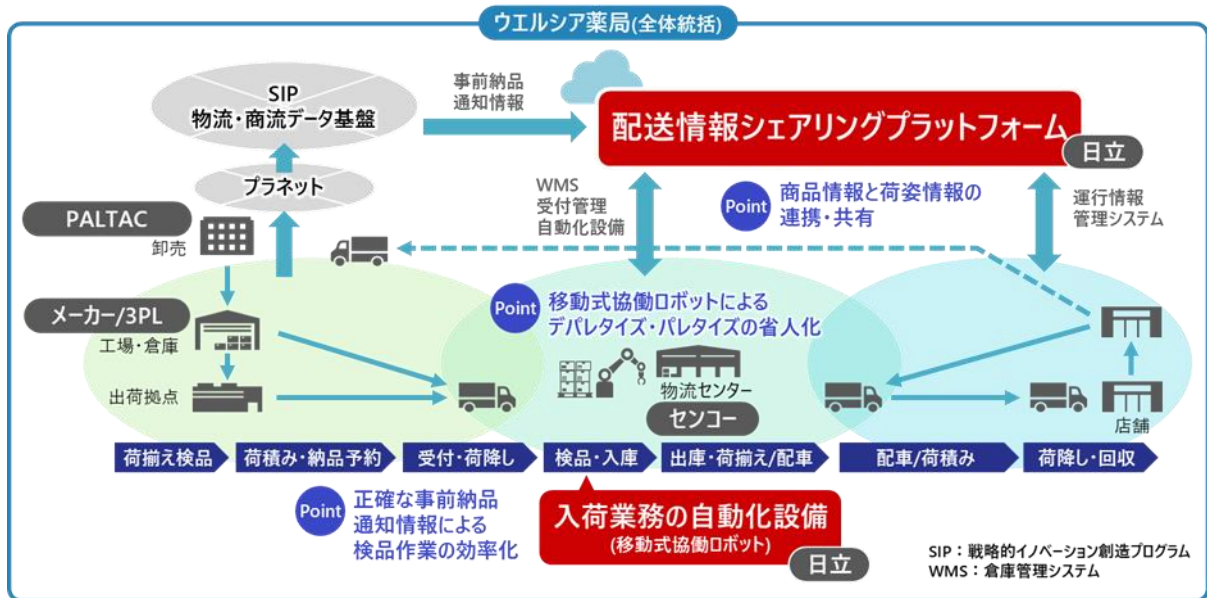 ウエルシア薬局(全体統括)
SIP
物流・商流データ基盤
事前納品
通知情報
配送情報シェアリングプラットフォーム
日立
プラネット
WMS
受付管理
自動化設備
Point
商品情報と荷姿情報の
連携・共有
運行情報
管理システム
PALTAC
卸売
メーカー/3PL
工場・倉庫
出荷拠点
Point
移動式協働ロボットによる
デパレタイズ・パレタイズの省人化
物流センター
センコー
店舗
荷揃え検品
荷積み・納品予約
受付・荷降し
検品・入庫
出庫・荷揃え/配車
配車/荷積み
荷降し・回収
Point
正確な事前納品
通知情報による
検品作業の効率化
入荷業務の自動化設備
(移動式協働ロボット)
日立
SIP：戦略的イノベーション創造プログラム
WMS：倉庫管理システム